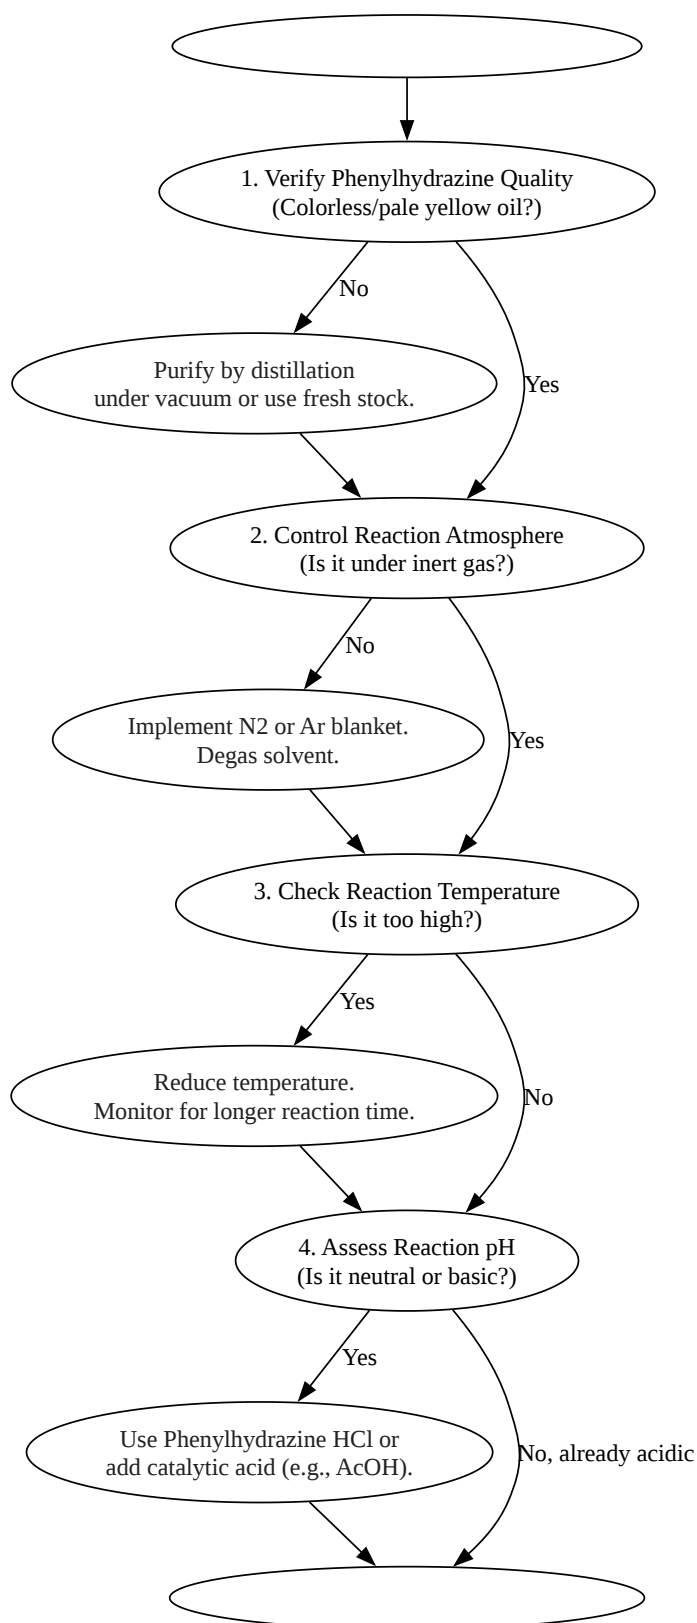 1. Verify Phenylhydrazine Quality
(Colorless/pale yellow oil?)
No
Purify by distillation
under vacuum or use fresh stock.
Yes
2. Control Reaction Atmosphere
(Is it under inert gas?)
No
Implement N2 or Ar blanket.
Degas solvent.
Yes
3. Check Reaction Temperature
(Is it too high?)
Yes
Reduce temperature.
Monitor for longer reaction time.
No
4. Assess Reaction pH
(Is it neutral or basic?)
Yes
Use Phenylhydrazine HCl or
add catalytic acid (e.g., AcOH).
No, already acidic